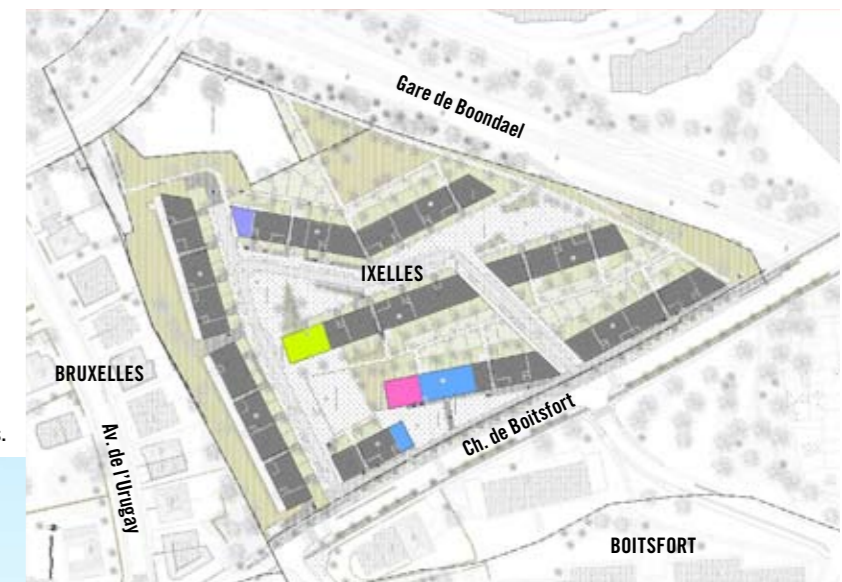 Gare de Boondael
IXELLES
BRUXELLES
Av. de l'Urugay
Ch. de Boitsfort
BOITSFORT